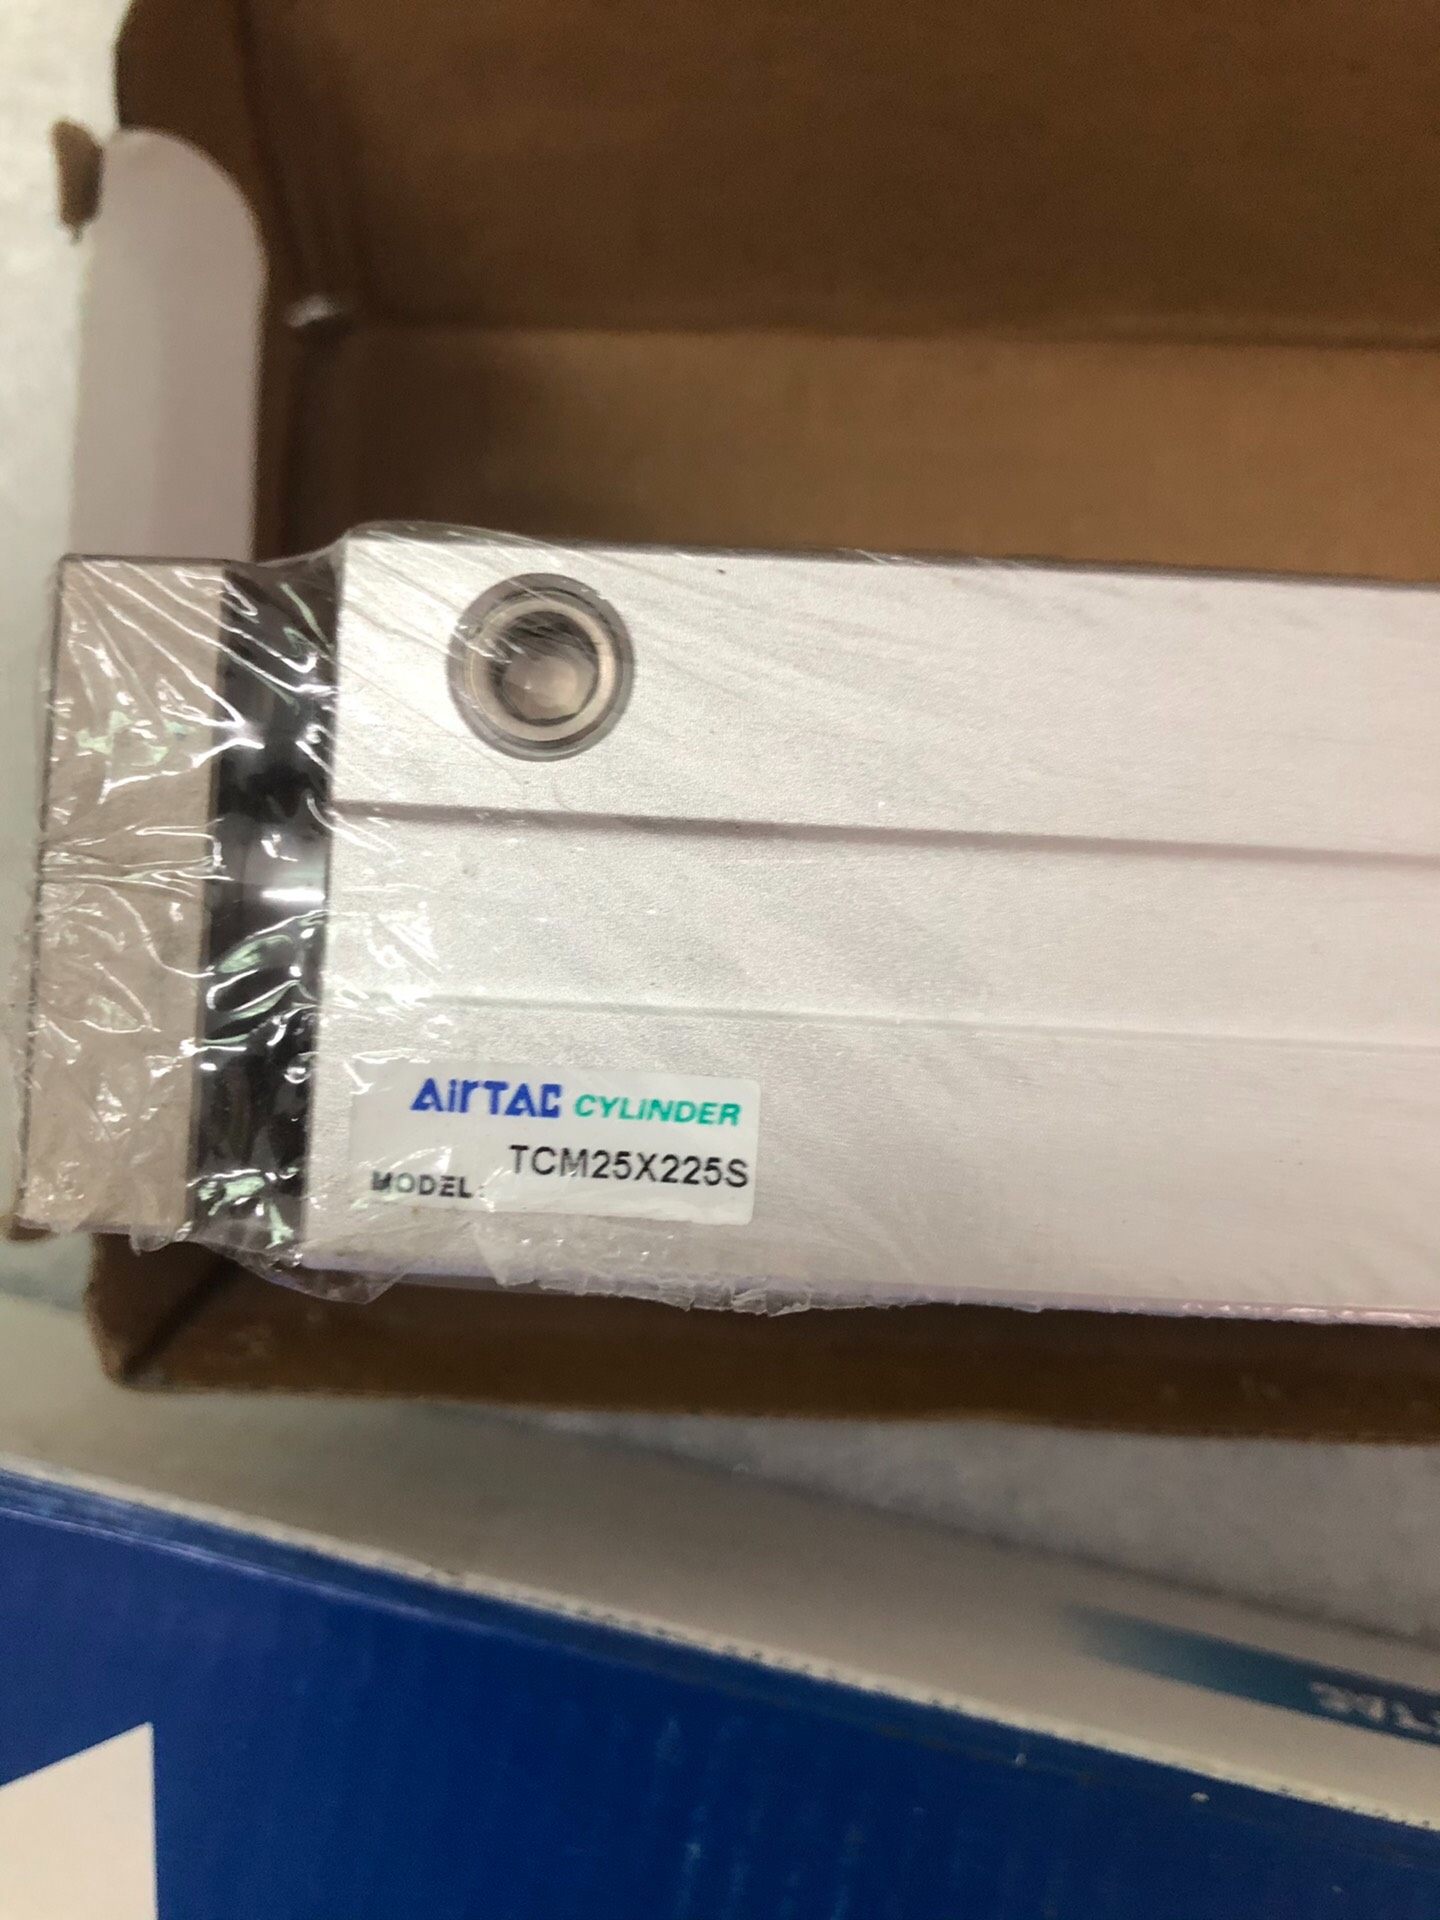 AirTAC CYLINDER
TCM25X225S
MODEL: